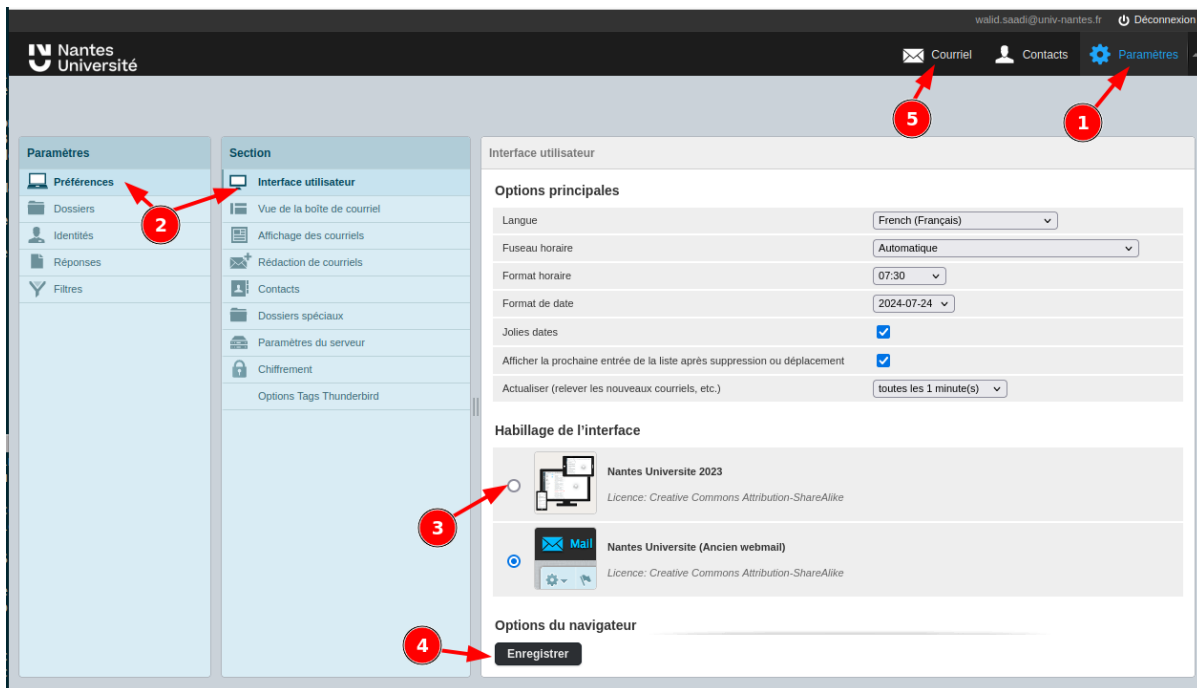 walid.saadi@univ-nantes.fr Déconnexion
Nantes
Université
Courriel Contacts Paramètres
5
1
Paramètres
Préférences
Dossiers
Identités
Réponses
Filtres
2
Section
Interface utilisateur
Vue de la boîte de courriel
Affichage des courriels
Rédaction de courriels
Contacts
Dossiers spéciaux
Paramètres du serveur
Chiffrement
Options Tags Thunderbird
Interface utilisateur
Options principales
Langue French (Français)
Fuseau horaire Automatique
Format horaire 07:30
Format de date 2024-07-24
Jolies dates
Afficher la prochaine entrée de la liste après suppression ou déplacement
Actualiser (relever les nouveaux courriels, etc.) toutes les 1 minute(s)
Habillage de l’interface
Nantes Universite 2023
Licence: Creative Commons Attribution-ShareAlike
3
Mail
Nantes Universite (Ancien webmail)
Licence: Creative Commons Attribution-ShareAlike
Options du navigateur
4
Enregistrer